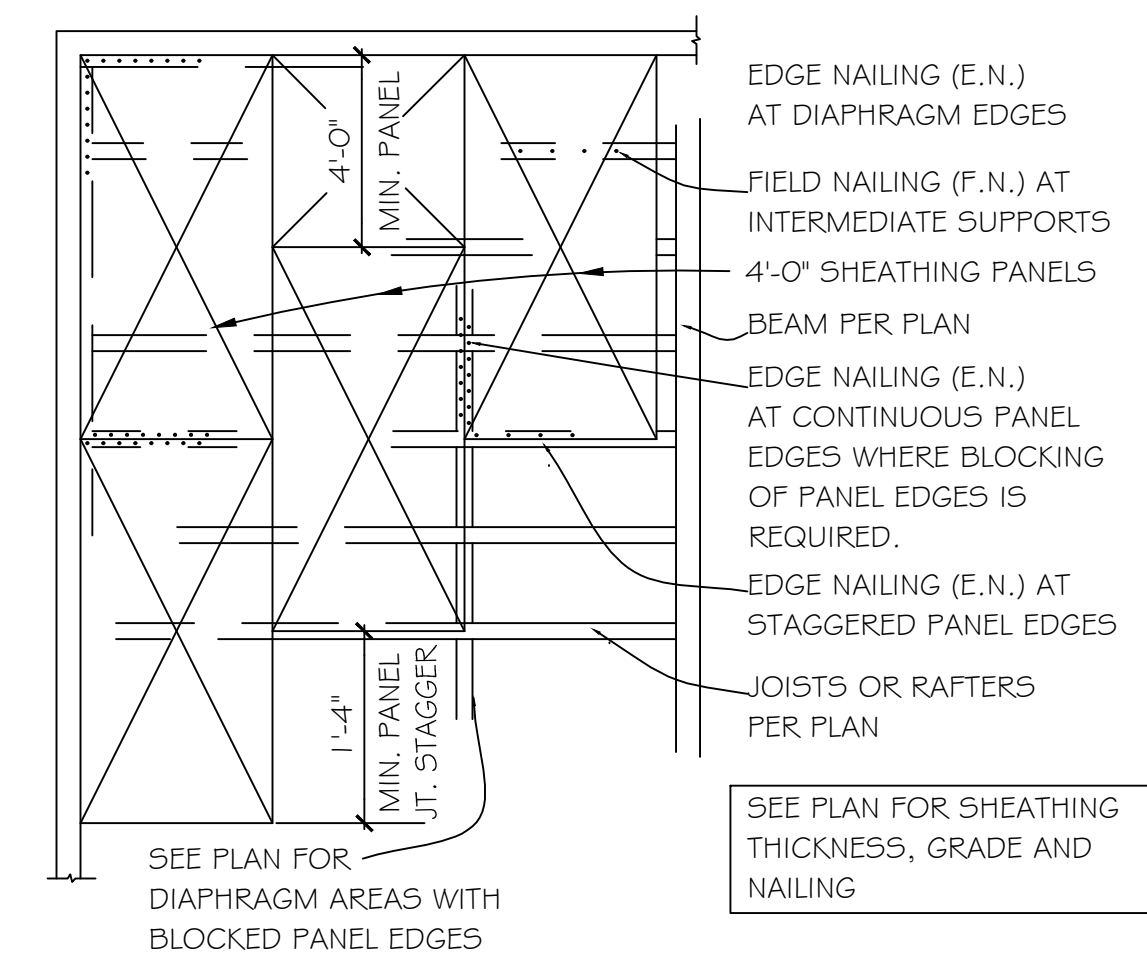 EDGE NAILING (E.N.)
AT DIAPHRAGM EDGES
FIELD NAILING (F.N.) AT
INTERMEDIATE SUPPORTS
4'-0" SHEATHING PANELS
BEAM PER PLAN
EDGE NAILING (E.N.)
AT CONTINUOUS PANEL
EDGES WHERE BLOCKING
OF PANEL EDGES IS
REQUIRED.
EDGE NAILING (E.N.) AT
STAGGERED PANEL EDGES
JOISTS OR RAFTERS
PER PLAN
4'-0"
MIN. PANEL
1'-4"
MIN. PANEL
JT. STAGGER
SEE PLAN FOR
DIAPHRAGM AREAS WITH
BLOCKED PANEL EDGES
SEE PLAN FOR SHEATHING
THICKNESS, GRADE AND
NAILING